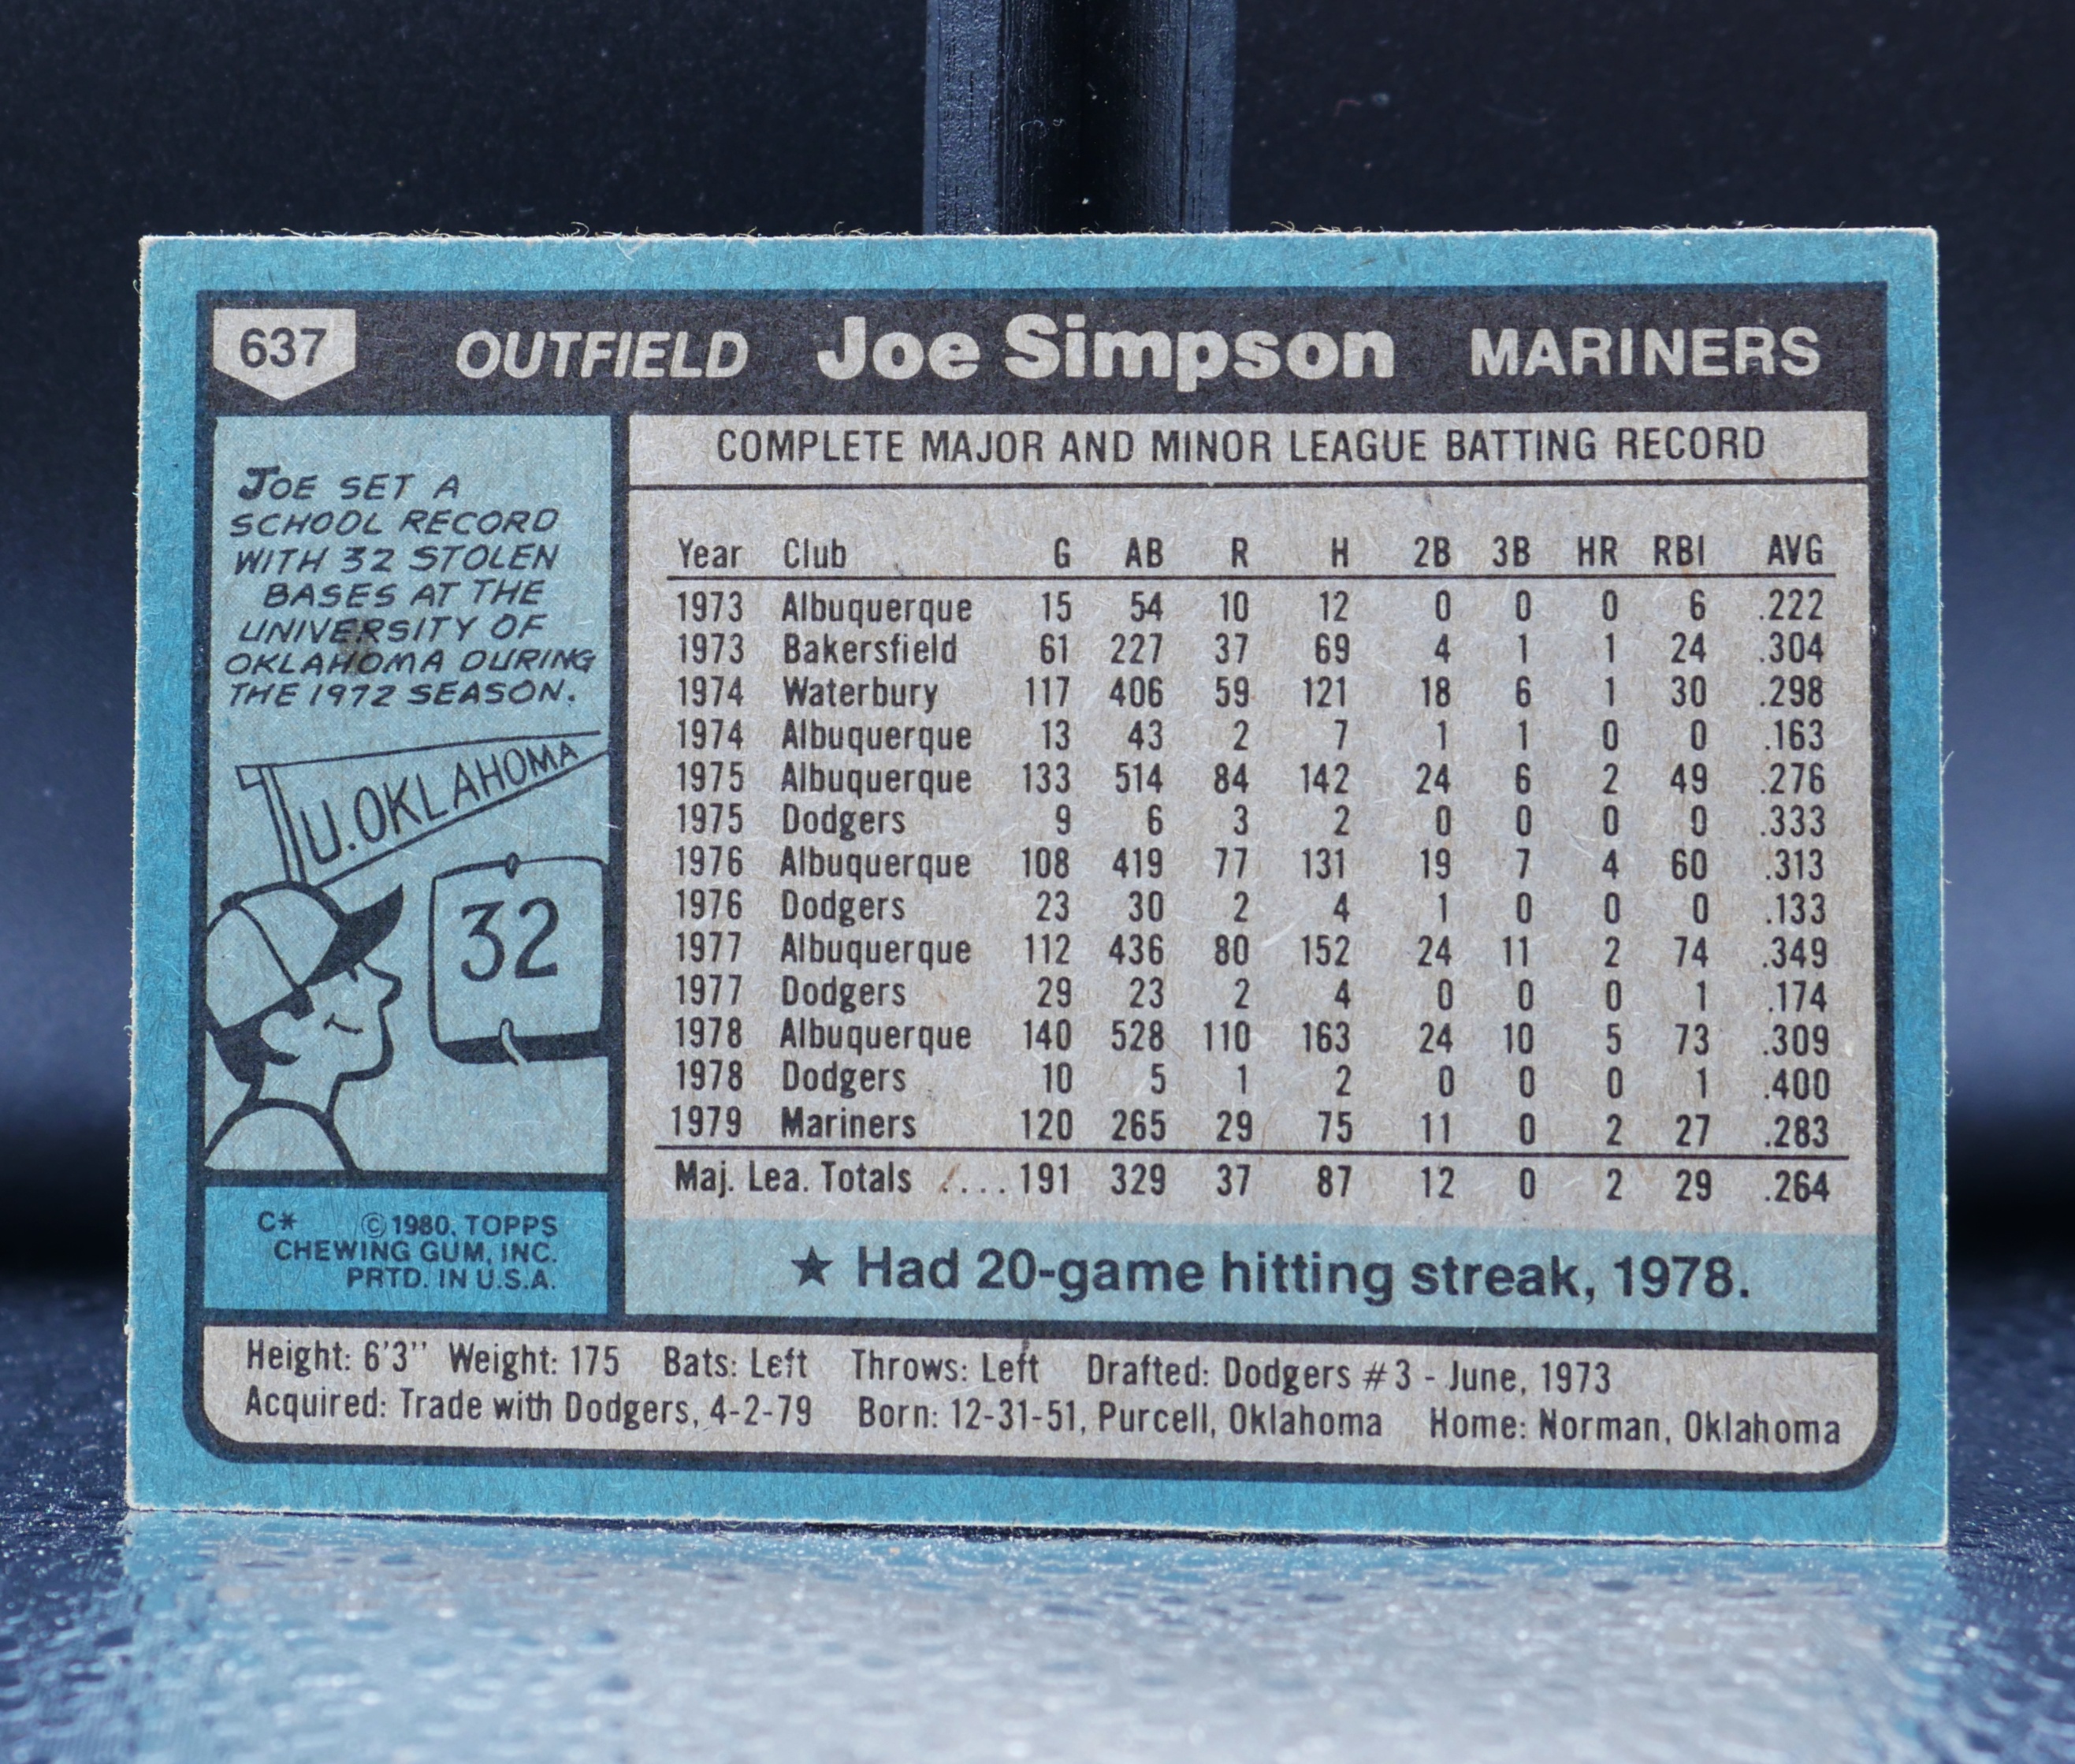 637 OUTFIELD Joe Simpson MARINERS
JOE SET A
SCHOOL RECORD
WITH 32 STOLEN
BASES AT THE
UNIVERSITY OF
OKLAHOMA DURING
THE 1972 SEASON.
U. OKLAHOMA
32
C* © 1980, TOPPS
CHEWING GUM, INC.
PRTD. IN U.S.A.
COMPLETE MAJOR AND MINOR LEAGUE BATTING RECORD
Year Club G AB R H 2B 3B HR RBI AVG
1973 Albuquerque 15 54 10 12 0 0 0 6 .222
1973 Bakersfield 61 227 37 69 4 1 1 24 .304
1974 Waterbury 117 406 59 121 18 6 1 30 .298
1974 Albuquerque 13 43 2 7 1 1 0 0 .163
1975 Albuquerque 133 514 84 142 24 6 2 49 .276
1975 Dodgers 9 6 3 2 0 0 0 0 .333
1976 Albuquerque 108 419 77 131 19 7 4 60 .313
1976 Dodgers 23 30 2 4 1 0 0 0 .133
1977 Albuquerque 112 436 80 152 24 11 2 74 .349
1977 Dodgers 29 23 2 4 0 0 0 1 .174
1978 Albuquerque 140 528 110 163 24 10 5 73 .309
1978 Dodgers 10 5 1 2 0 0 0 1 .400
1979 Mariners 120 265 29 75 11 0 2 27 .283
Maj. Lea. Totals .... 191 329 37 87 12 0 2 29 .264
★ Had 20-game hitting streak, 1978.
Height: 6'3" Weight: 175 Bats: Left Throws: Left Drafted: Dodgers #3 - June, 1973
Acquired: Trade with Dodgers, 4-2-79 Born: 12-31-51, Purcell, Oklahoma Home: Norman, Oklahoma